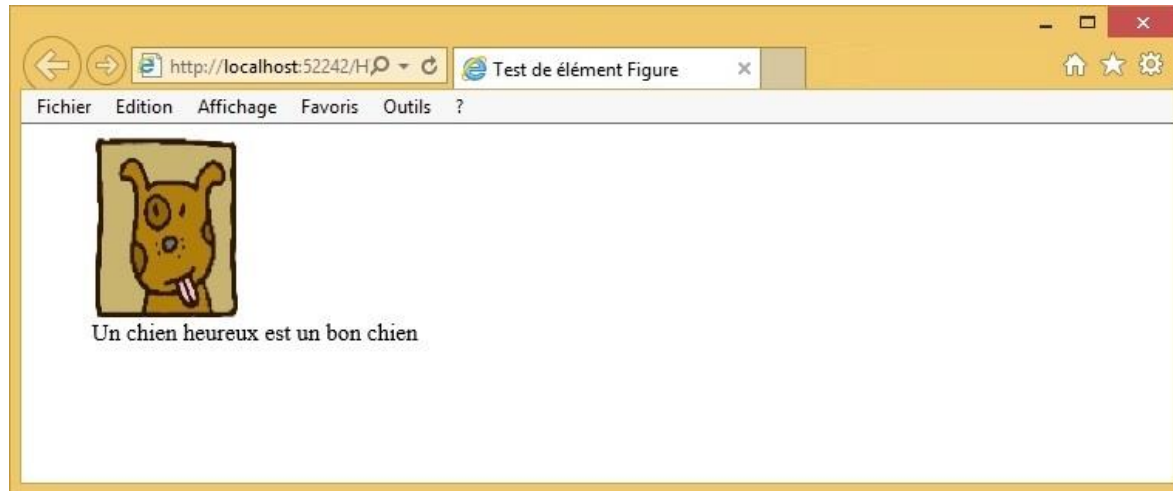 http://localhost:52242/H
Test de élément Figure
Fichier Edition Affichage Favoris Outils ?
Un chien heureux est un bon chien